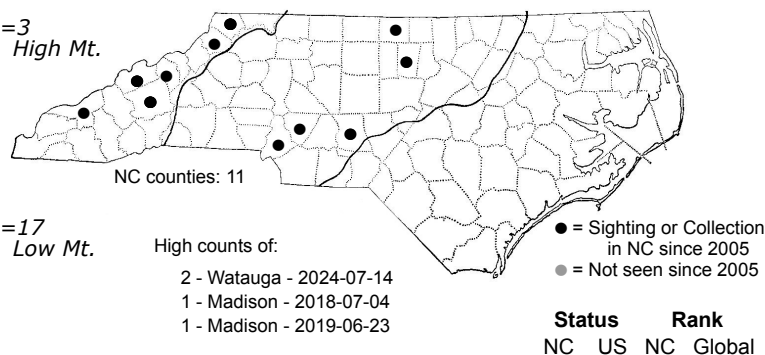 =3
High Mt.
NC counties: 11
=17
Low Mt.
High counts of:
2 - Watauga - 2024-07-14
1 - Madison - 2018-07-04
1 - Madison - 2019-06-23
● = Sighting or Collection
in NC since 2005
● = Not seen since 2005
Status Rank
NC US NC Global